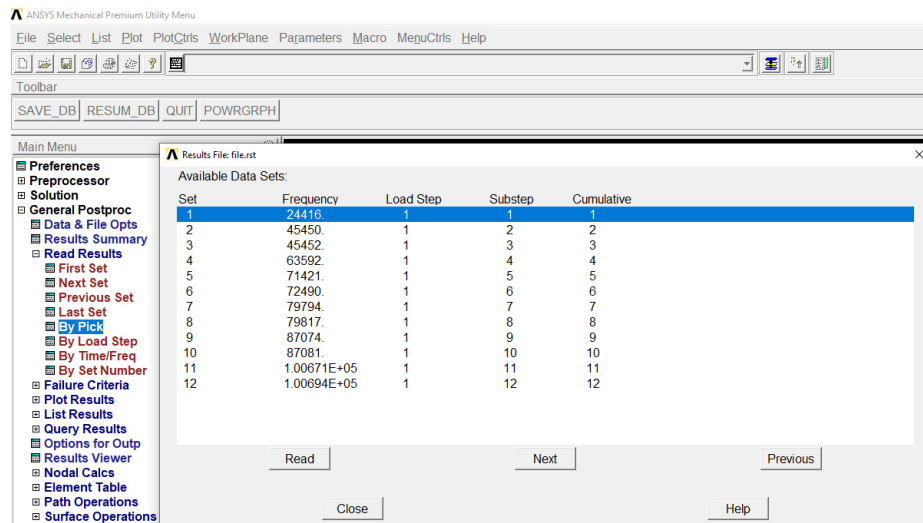 ANSYS Mechanical Premium Utility Menu
File Select List Plot PlotCtrls WorkPlane Parameters Macro MenuCtrls Help
Toolbar
SAVE_DB RESUM_DB QUIT POWRGRPH
Main Menu
Preferences
Preprocessor
Solution
General Postproc
Data & File Opts
Results Summary
Read Results
First Set
Next Set
Previous Set
Last Set
By Pick
By Load Step
By Time/Freq
By Set Number
Failure Criteria
Plot Results
List Results
Query Results
Options for Outp
Results Viewer
Nodal Calcs
Element Table
Path Operations
Surface Operations
Results File: file.rst
Available Data Sets:
Set Frequency Load Step Substep Cumulative
1 24416. 1 1 1
2 45450. 1 2 2
3 45452. 1 3 3
4 63592. 1 4 4
5 71421. 1 5 5
6 72490. 1 6 6
7 79794. 1 7 7
8 79817. 1 8 8
9 87074. 1 9 9
10 87081. 1 10 10
11 1.00671E+05 1 11 11
12 1.00694E+05 1 12 12
Read Next Previous
Close Help